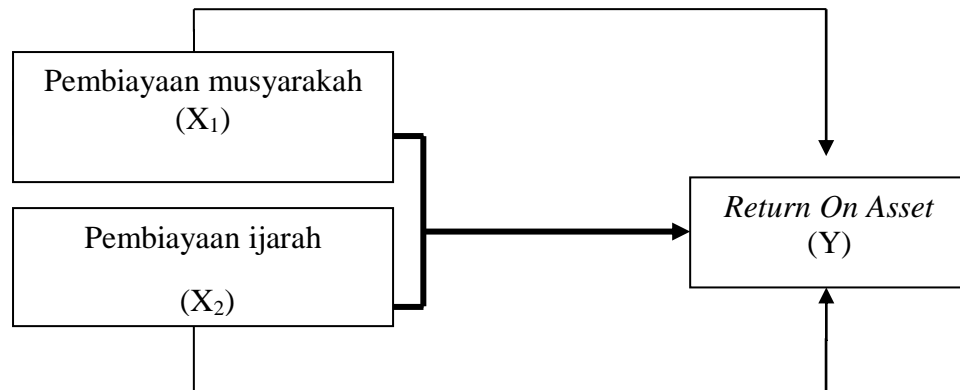 Pembiayaan musyarakah
(X₁)
Pembiayaan ijarah
(X₂)
Return On Asset
(Y)